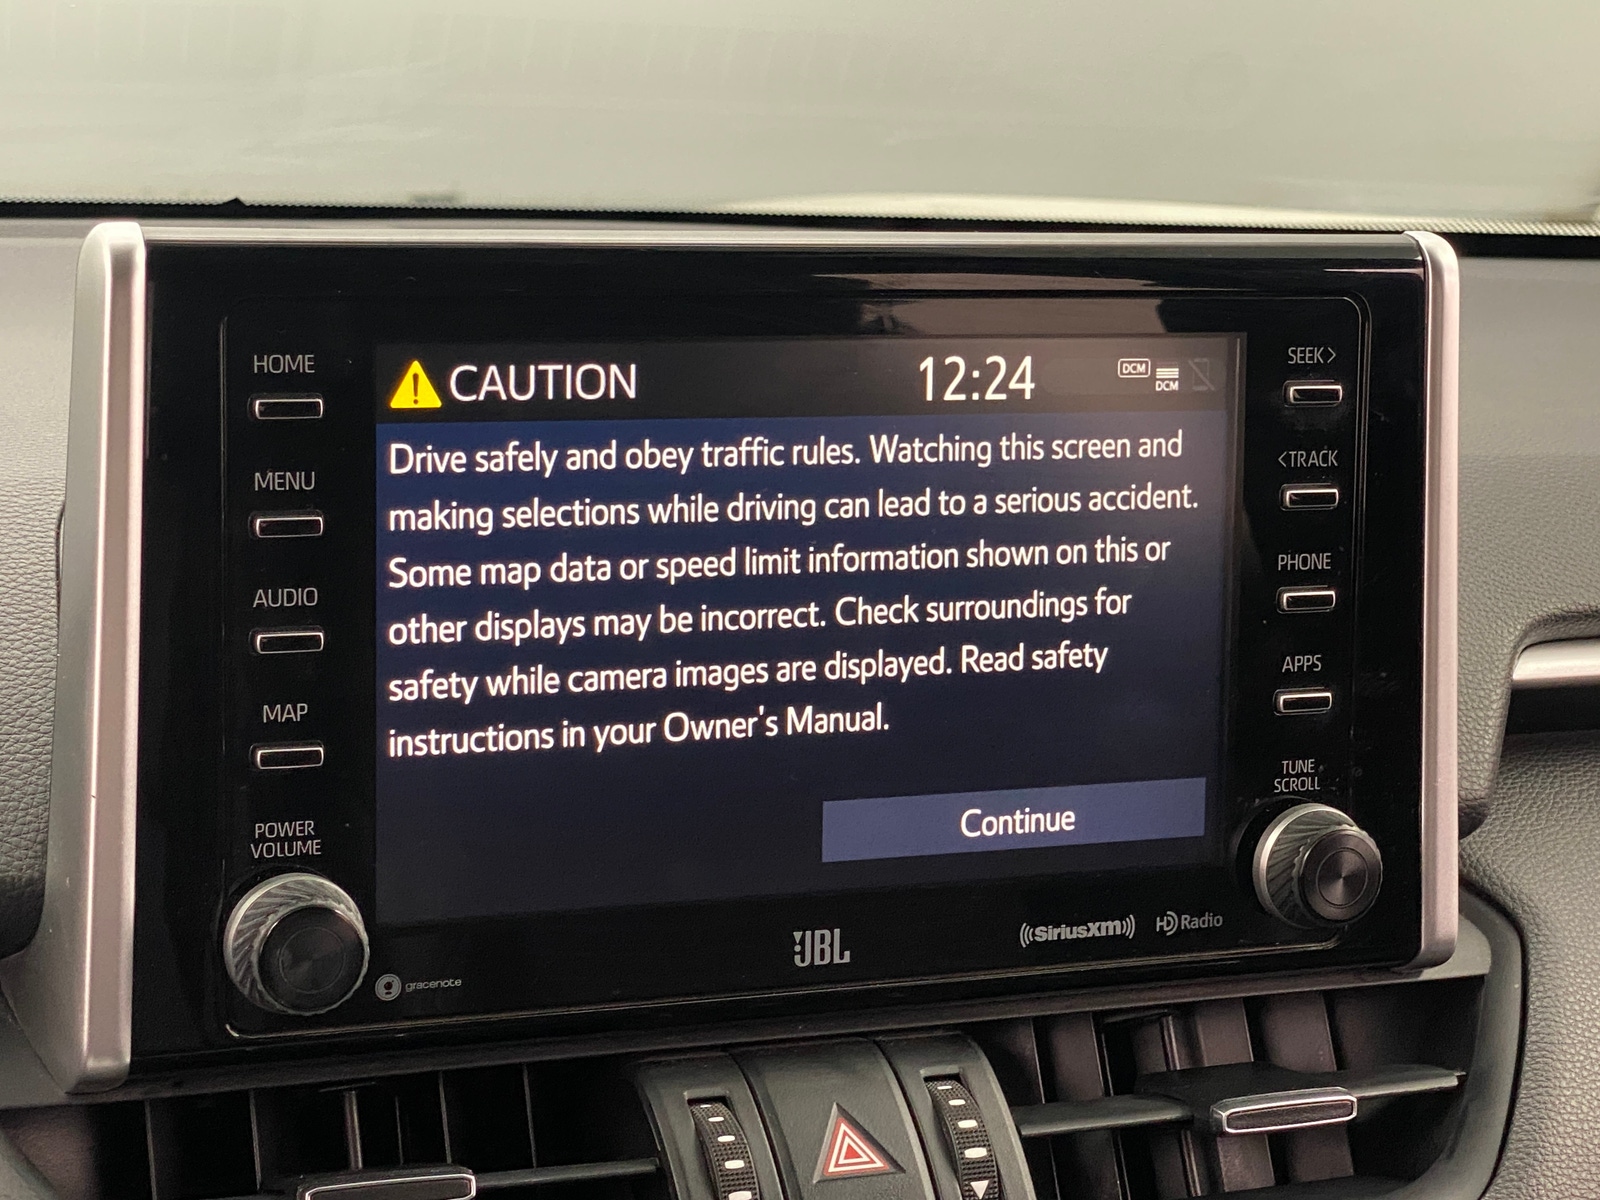 HOME
MENU
AUDIO
MAP
POWER
VOLUME
CAUTION
12:24
DCM
DCM
Drive safely and obey traffic rules. Watching this screen and
making selections while driving can lead to a serious accident.
Some map data or speed limit information shown on this or
other displays may be incorrect. Check surroundings for
safety while camera images are displayed. Read safety
instructions in your Owner's Manual.
Continue
SEEK>
<TRACK
PHONE
APPS
TUNE
SCROLL
gracenote
JBL
SiriusXM
HD Radio